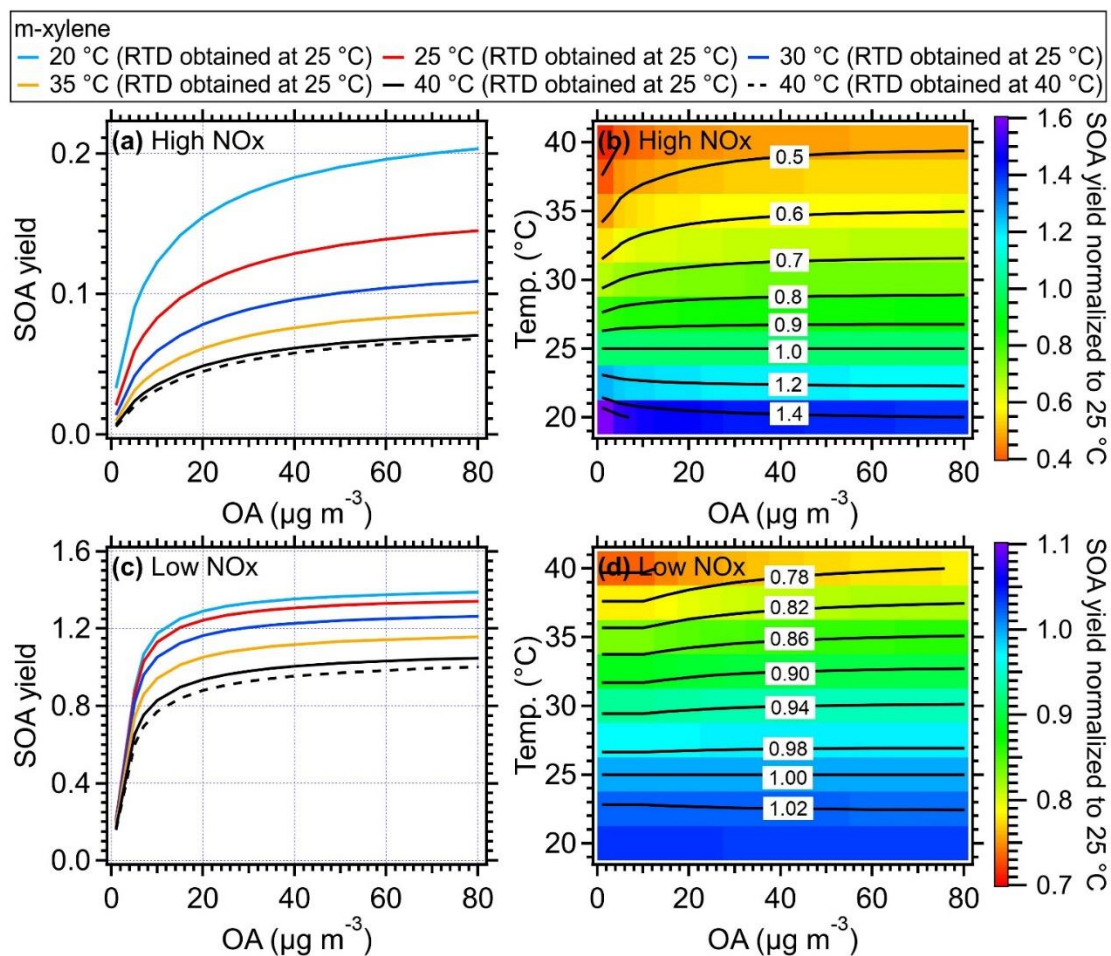 m-xylene
20 °C (RTD obtained at 25 °C) 25 °C (RTD obtained at 25 °C) 30 °C (RTD obtained at 25 °C)
35 °C (RTD obtained at 25 °C) 40 °C (RTD obtained at 25 °C) 40 °C (RTD obtained at 40 °C)
(a) High NOx
SOA yield
0.2
0.1
0.0
0 20 40 60 80
OA (µg m⁻³)
(b) High NOx
Temp. (°C)
40
35
30
25
20
0.5
0.6
0.7
0.8
0.9
1.0
1.2
1.4
0 20 40 60 80
OA (µg m⁻³)
1.6
1.4
1.2
1.0
0.8
0.6
0.4
SOA yield normalized to 25 °C
(c) Low NOx
SOA yield
1.6
1.2
0.8
0.4
0.0
0 20 40 60 80
OA (µg m⁻³)
(d) Low NOx
Temp. (°C)
40
35
30
25
20
0.78
0.82
0.86
0.90
0.94
0.98
1.00
1.02
0 20 40 60 80
OA (µg m⁻³)
1.1
1.0
0.9
0.8
0.7
SOA yield normalized to 25 °C